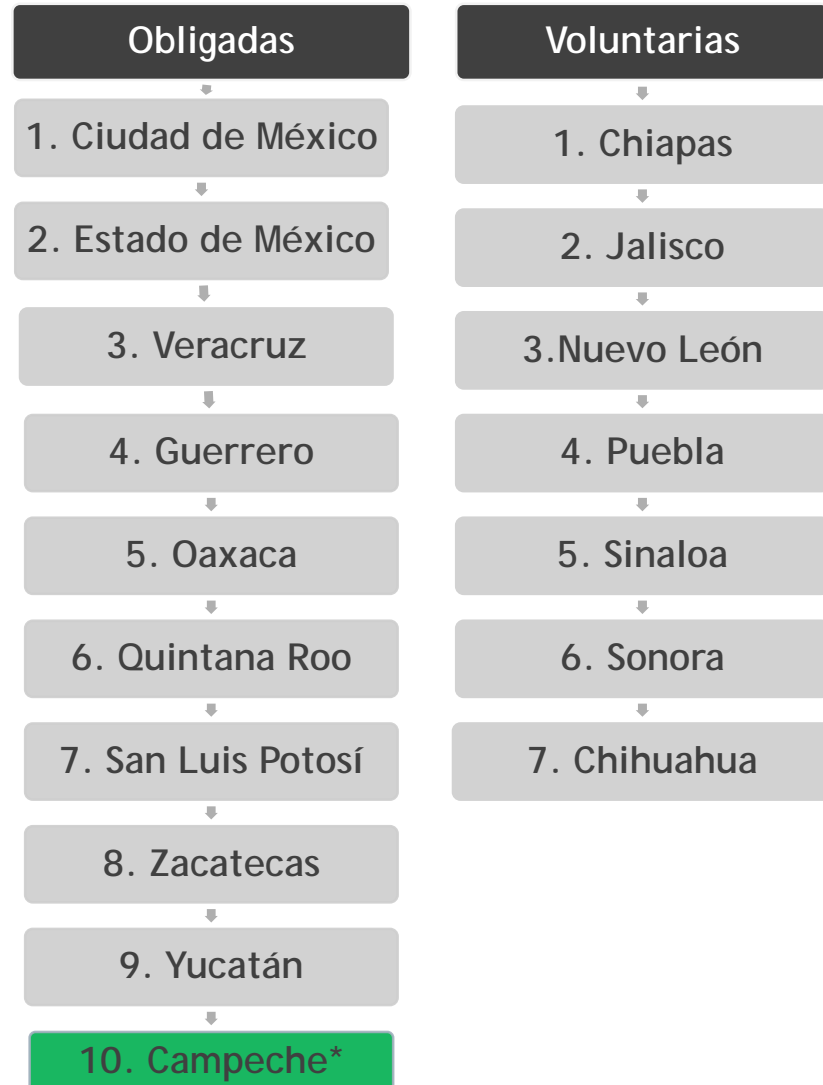 Obligadas
1. Ciudad de México
2. Estado de México
3. Veracruz
4. Guerrero
5. Oaxaca
6. Quintana Roo
7. San Luis Potosí
8. Zacatecas
9. Yucatán
10. Campeche*
Voluntarias
1. Chiapas
2. Jalisco
3.Nuevo León
4. Puebla
5. Sinaloa
6. Sonora
7. Chihuahua